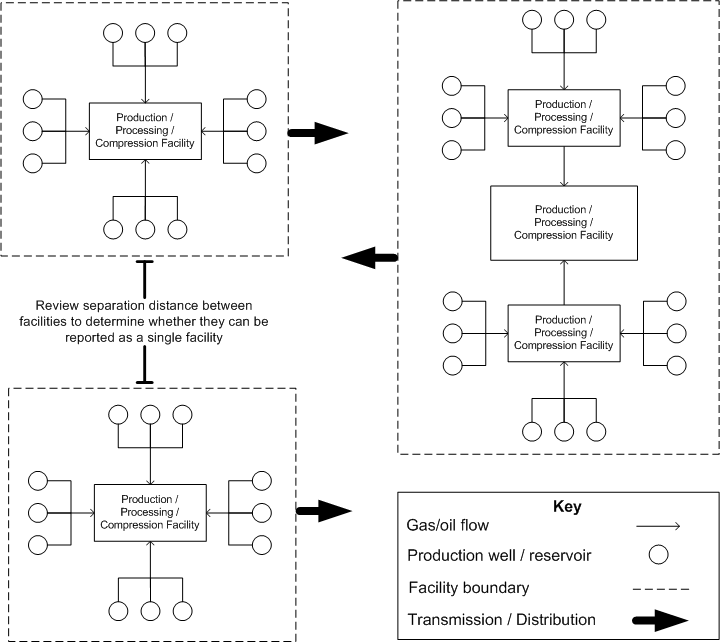 Production /
Processing /
Compression Facility
Review separation distance between
facilities to determine whether they can be
reported as a single facility
Production /
Processing /
Compression Facility
Production /
Processing /
Compression Facility
Production /
Processing /
Compression Facility
Production /
Processing /
Compression Facility
Key
Gas/oil flow
Production well / reservoir
Facility boundary
Transmission / Distribution